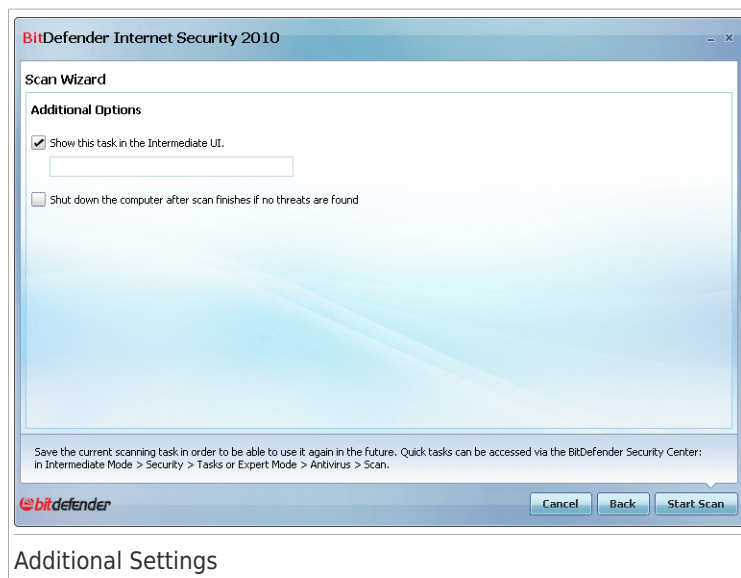 BitDefender Internet Security 2010
Scan Wizard
Additional Options
Show this task in the Intermediate UI.
Shut down the computer after scan finishes if no threats are found
Save the current scanning task in order to be able to use it again in the future. Quick tasks can be accessed via the BitDefender Security Center:
in Intermediate Mode > Security > Tasks or Expert Mode > Antivirus > Scan.
bitdefender
Cancel Back Start Scan
Additional Settings